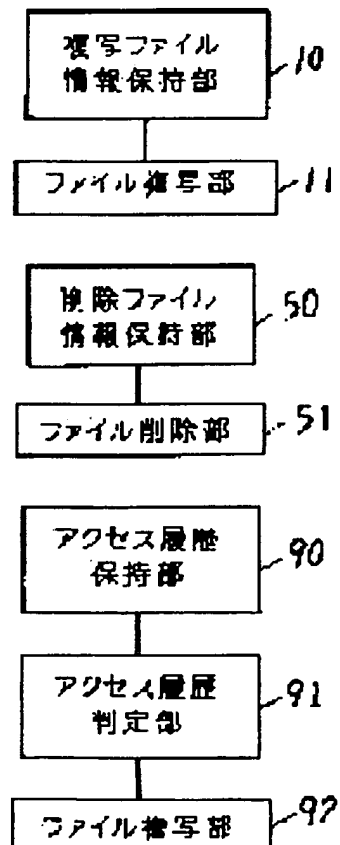 複写ファイル
情報保持部
10
ファイル複写部
11
削除ファイル
情報保持部
50
ファイル削除部
51
アクセス履歴
保持部
90
アクセス履歴
判定部
91
ファイル複写部
92